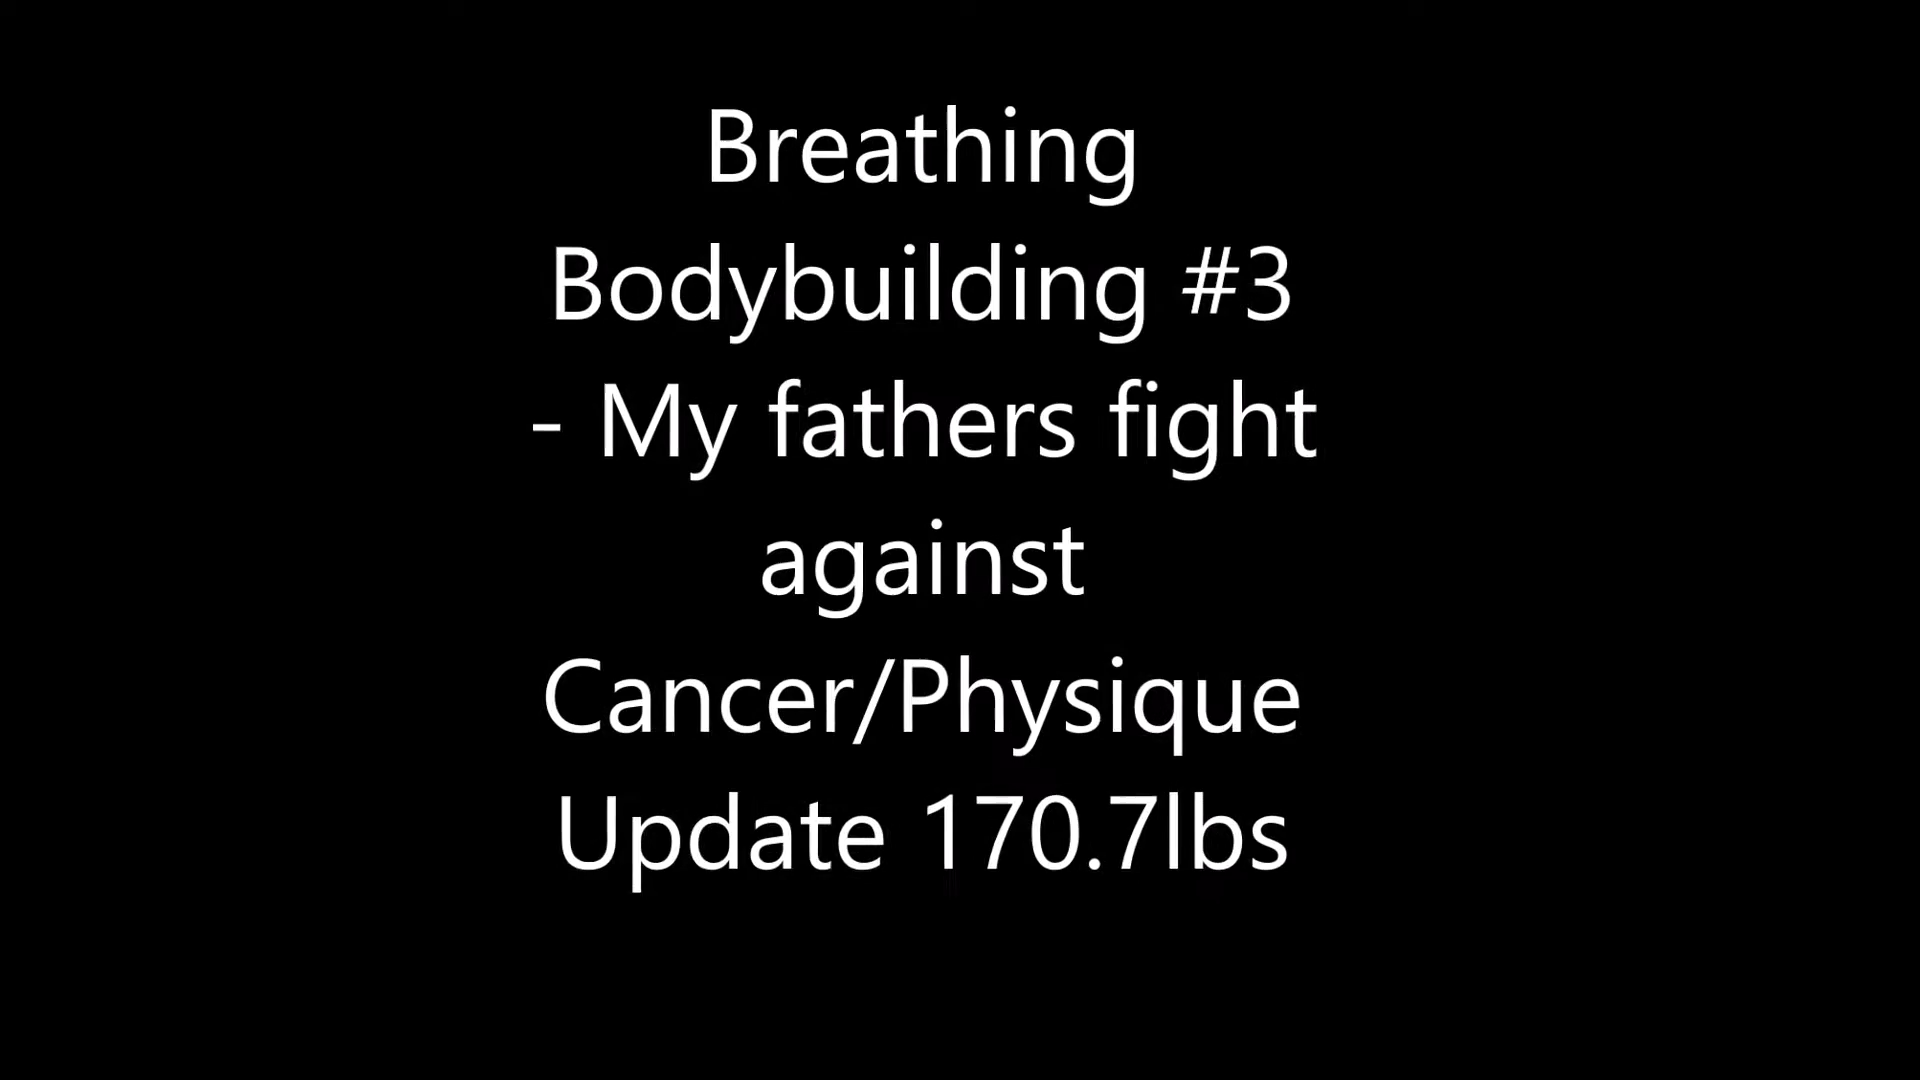 Breathing
Bodybuilding #3
- My fathers fight
against
Cancer/Physique
Update 170.7lbs